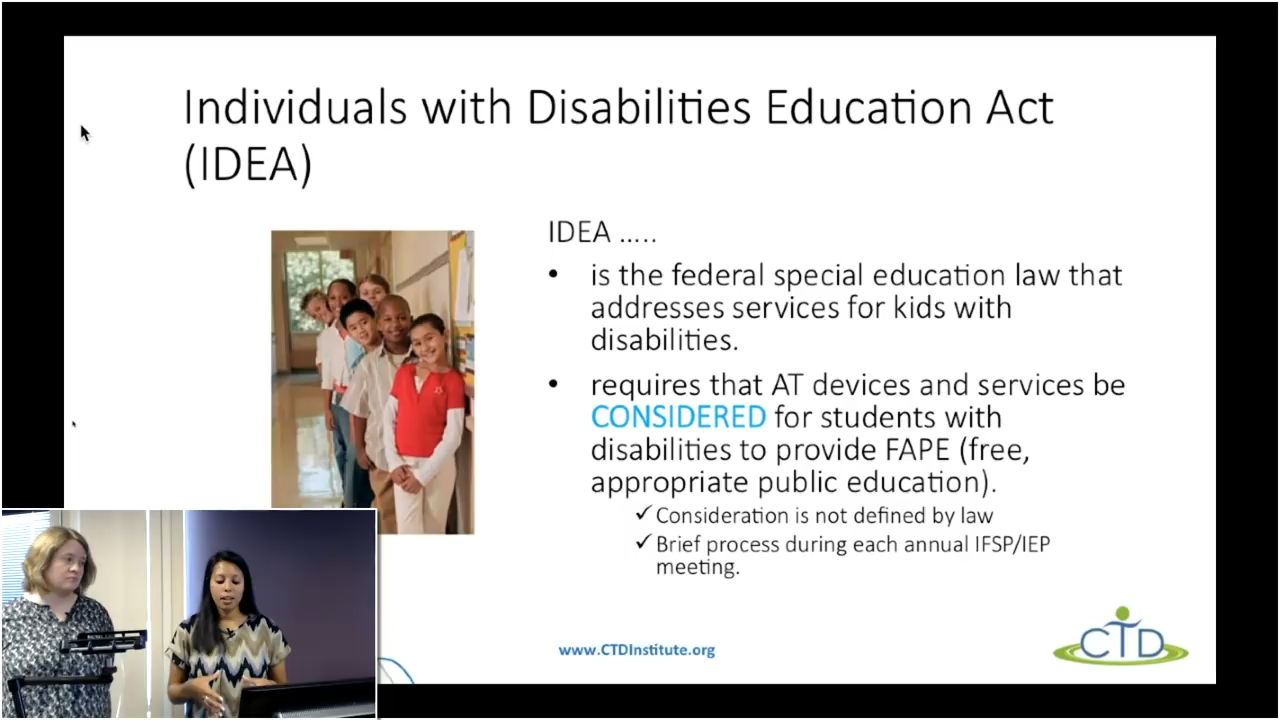 Individuals with Disabilities Education Act
(IDEA)
IDEA .....
• is the federal special education law that
addresses services for kids with
disabilities.
• requires that AT devices and services be
CONSIDERED for students with
disabilities to provide FAPE (free,
appropriate public education).
✓ Consideration is not defined by law
✓ Brief process during each annual IFSP/IEP
meeting.
www.CTDInstitute.org
CTD